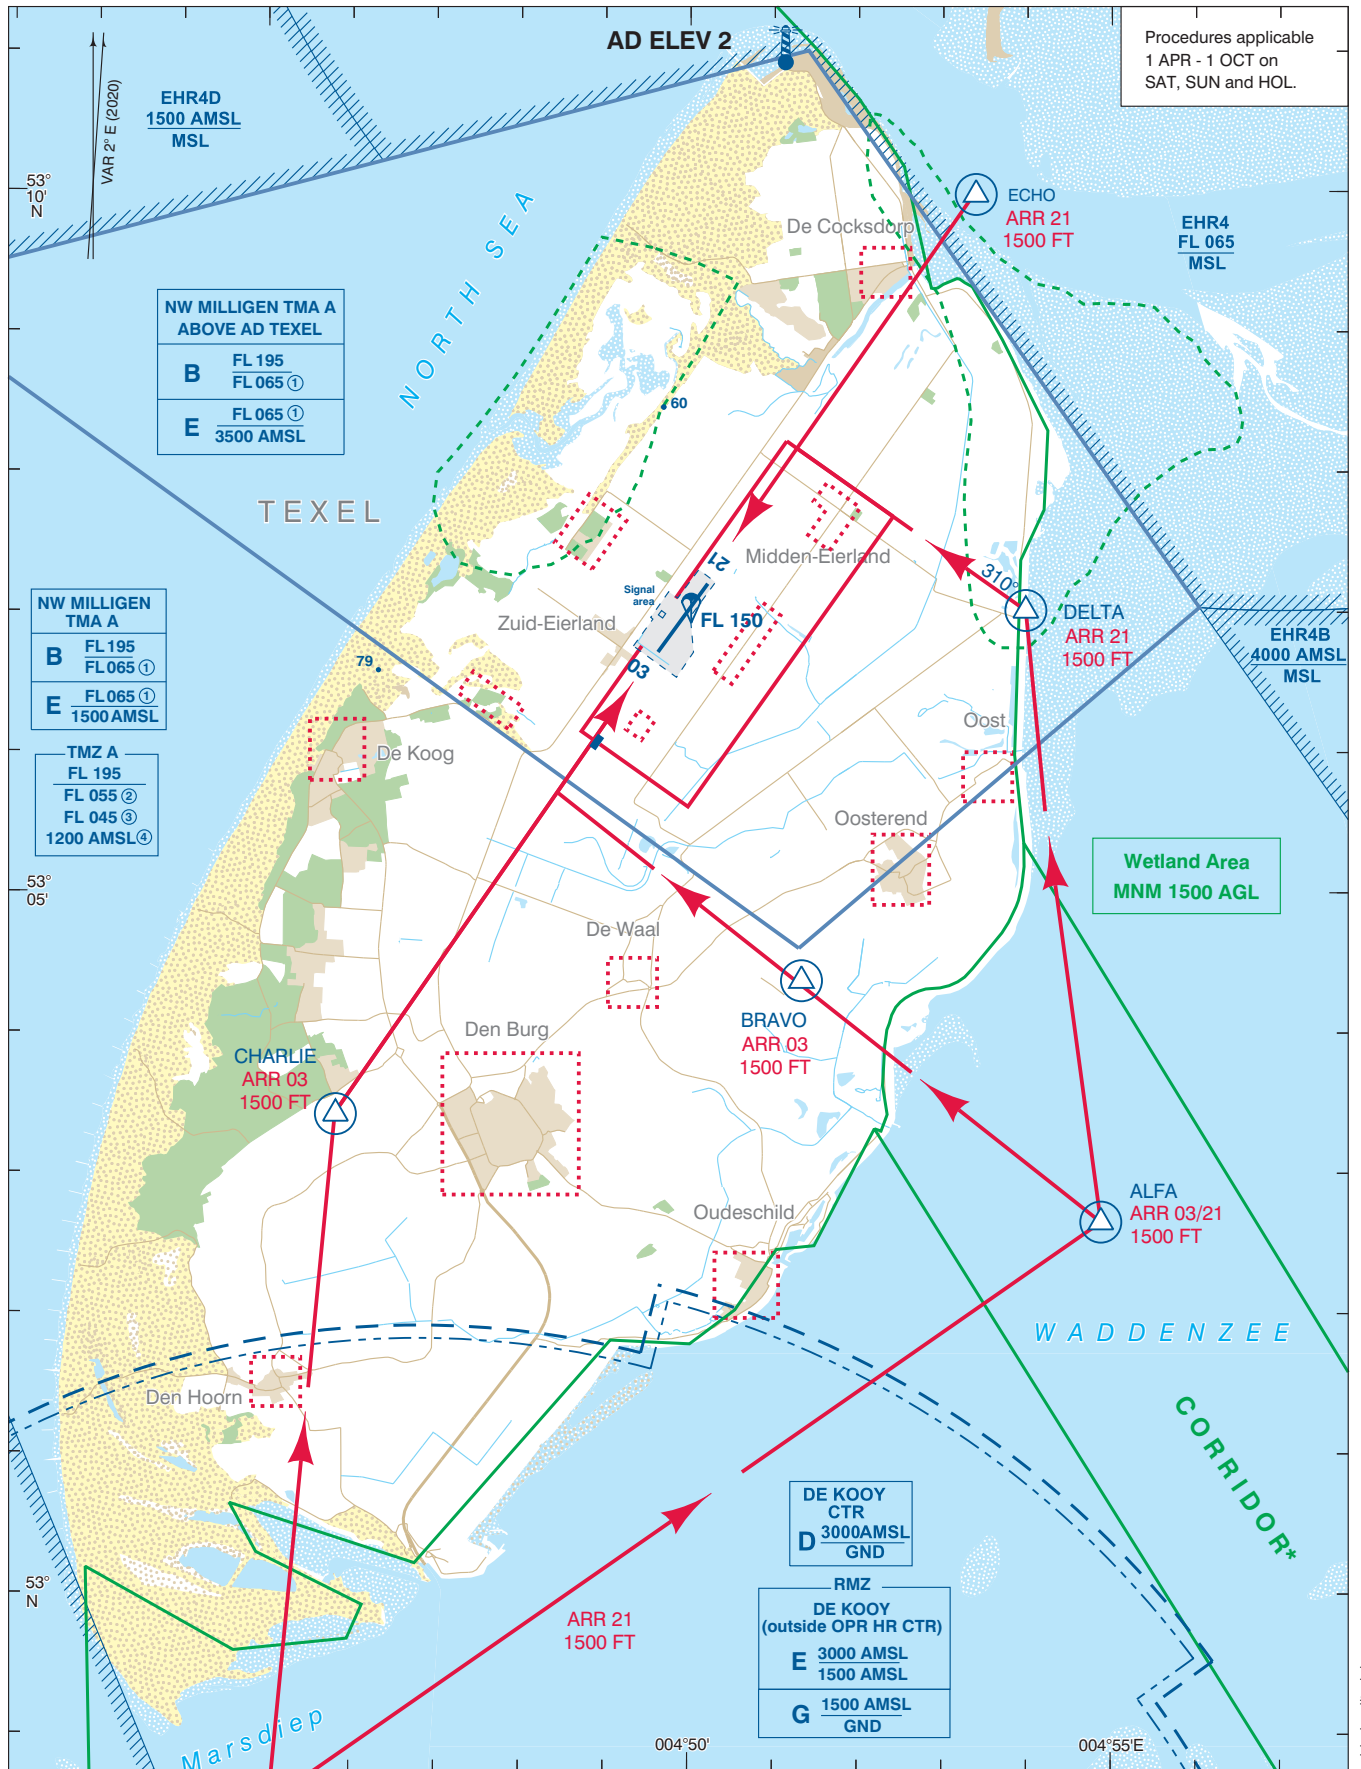 AD ELEV 2
Procedures applicable
1 APR - 1 OCT on
SAT, SUN and HOL.
VAR 2° E (2020)
EHR4D
1500 AMSL
MSL
53°
10'
N
NORTH SEA
De Cocksdorp
ECHO
ARR 21
1500 FT
EHR4
FL 065
MSL
NW MILLIGEN TMA A
ABOVE AD TEXEL
B FL 195
FL 065 ①
E FL 065 ①
3500 AMSL
60
TEXEL
21
Midden-Eierland
310°
Signal
area
FL 150
Zuid-Eierland
03
DELTA
ARR 21
1500 FT
EHR4B
4000 AMSL
MSL
NW MILLIGEN
TMA A
B FL 195
FL 065 ①
E FL 065 ①
1500 AMSL
79
TMZ A
FL 195
FL 055 ②
FL 045 ③
1200 AMSL ④
De Koog
Oost
Oosterend
Wetland Area
MNM 1500 AGL
53°
05'
De Waal
BRAVO
ARR 03
1500 FT
Den Burg
CHARLIE
ARR 03
1500 FT
ALFA
ARR 03/21
1500 FT
Oudeschild
WADDENZEE
Den Hoorn
CORRIDOR*
DE KOOY
CTR
D 3000AMSL
GND
RMZ
DE KOOY
(outside OPR HR CTR)
E 3000 AMSL
1500 AMSL
G 1500 AMSL
GND
53°
N
ARR 21
1500 FT
Marsdiep
004°50'
004°55'E